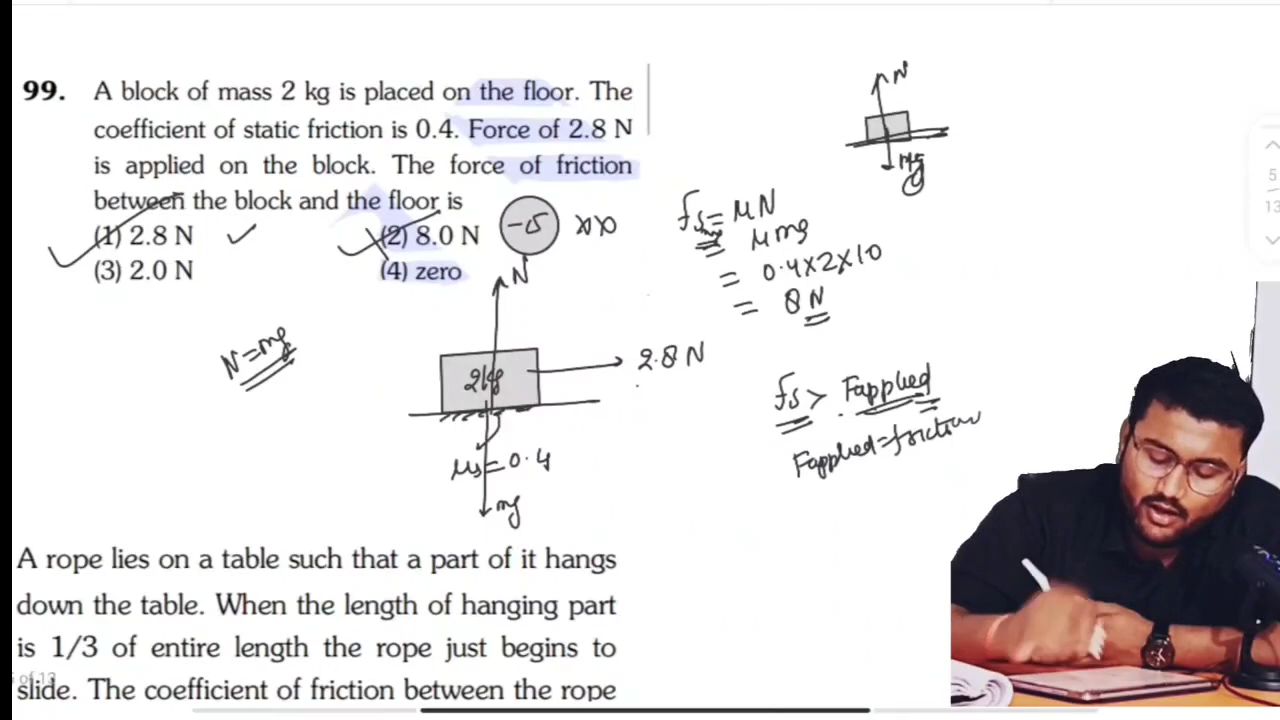 99. A block of mass 2 kg is placed on the floor. The
coefficient of static friction is 0.4. Force of 2.8 N
is applied on the block. The force of friction
between the block and the floor is
(1) 2.8 N (2) 8.0 N
(3) 2.0 N (4) zero
-5
N
N=mg
2kg
2.8 N
μs=0.4
mg
N
mg
fs=μN
= μmg
= 0.4×2×10
= 8 N
fs > Fapplied
Fapplied=friction
A rope lies on a table such that a part of it hangs
down the table. When the length of hanging part
is 1/3 of entire length the rope just begins to
slide. The coefficient of friction between the rope
of 13
5
13